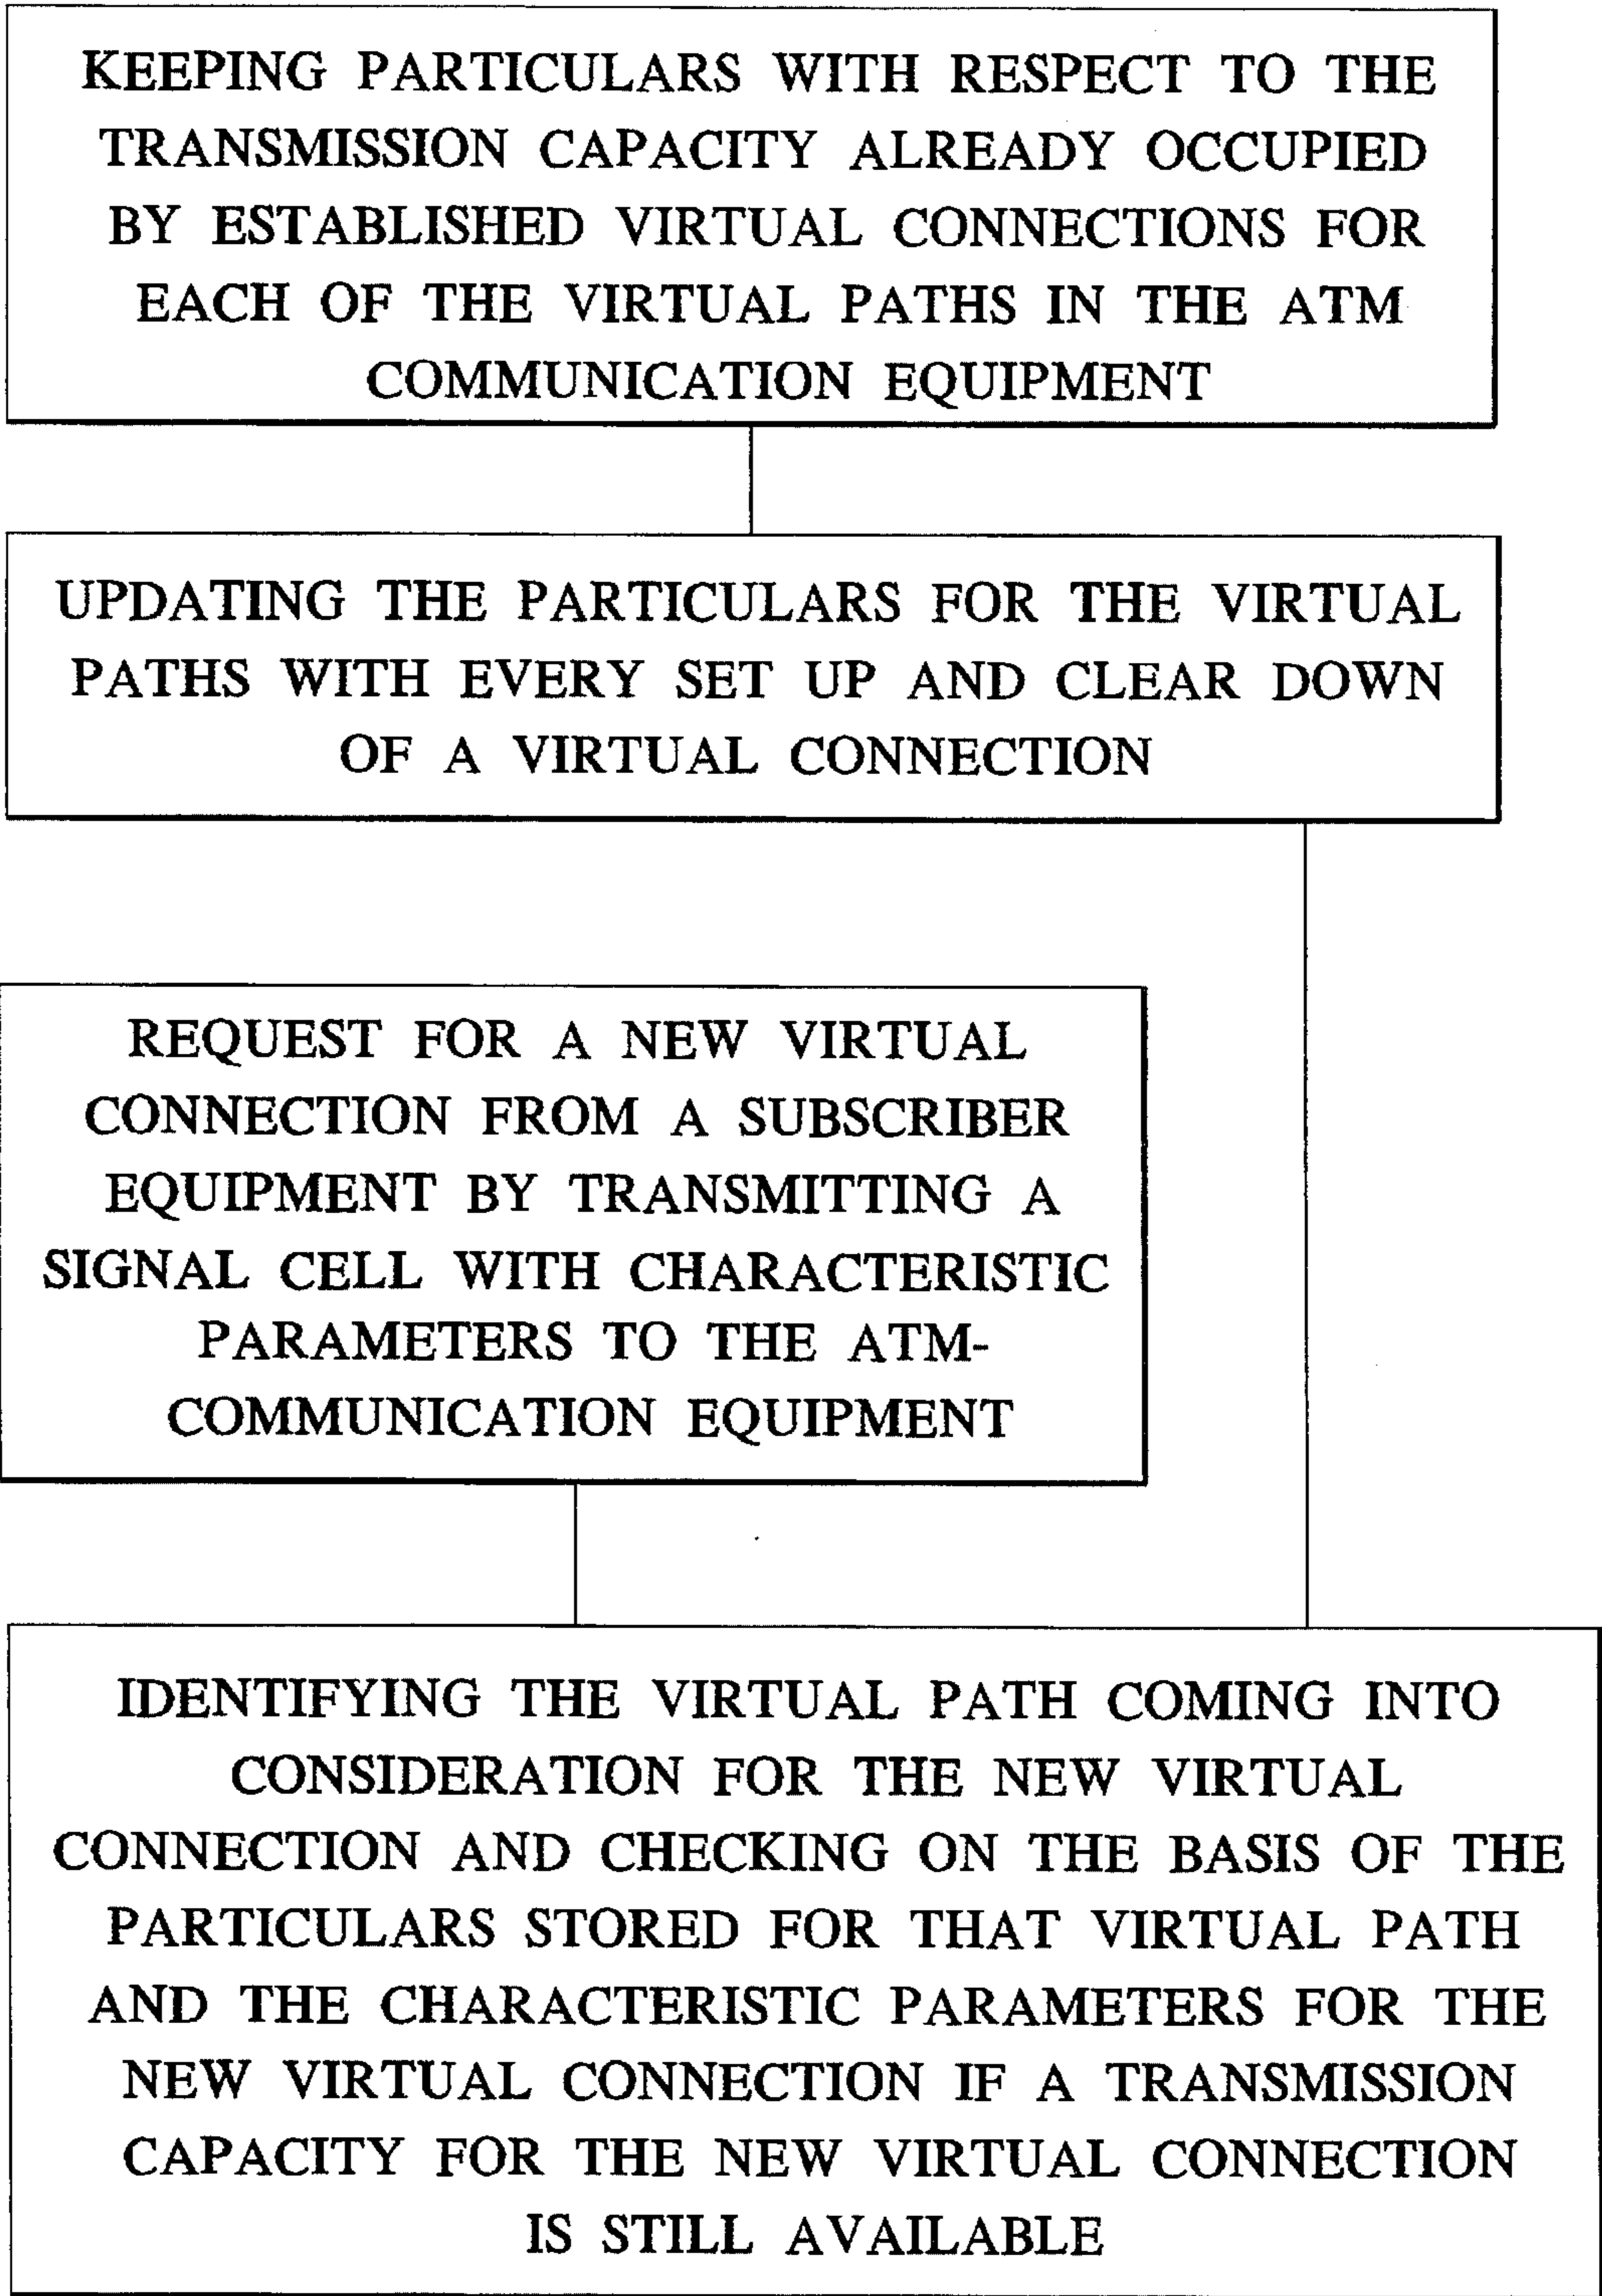 KEEPING PARTICULARS WITH RESPECT TO THE
TRANSMISSION CAPACITY ALREADY OCCUPIED
BY ESTABLISHED VIRTUAL CONNECTIONS FOR
EACH OF THE VIRTUAL PATHS IN THE ATM
COMMUNICATION EQUIPMENT
UPDATING THE PARTICULARS FOR THE VIRTUAL
PATHS WITH EVERY SET UP AND CLEAR DOWN
OF A VIRTUAL CONNECTION
REQUEST FOR A NEW VIRTUAL
CONNECTION FROM A SUBSCRIBER
EQUIPMENT BY TRANSMITTING A
SIGNAL CELL WITH CHARACTERISTIC
PARAMETERS TO THE ATM-
COMMUNICATION EQUIPMENT
IDENTIFYING THE VIRTUAL PATH COMING INTO
CONSIDERATION FOR THE NEW VIRTUAL
CONNECTION AND CHECKING ON THE BASIS OF THE
PARTICULARS STORED FOR THAT VIRTUAL PATH
AND THE CHARACTERISTIC PARAMETERS FOR THE
NEW VIRTUAL CONNECTION IF A TRANSMISSION
CAPACITY FOR THE NEW VIRTUAL CONNECTION
IS STILL AVAILABLE